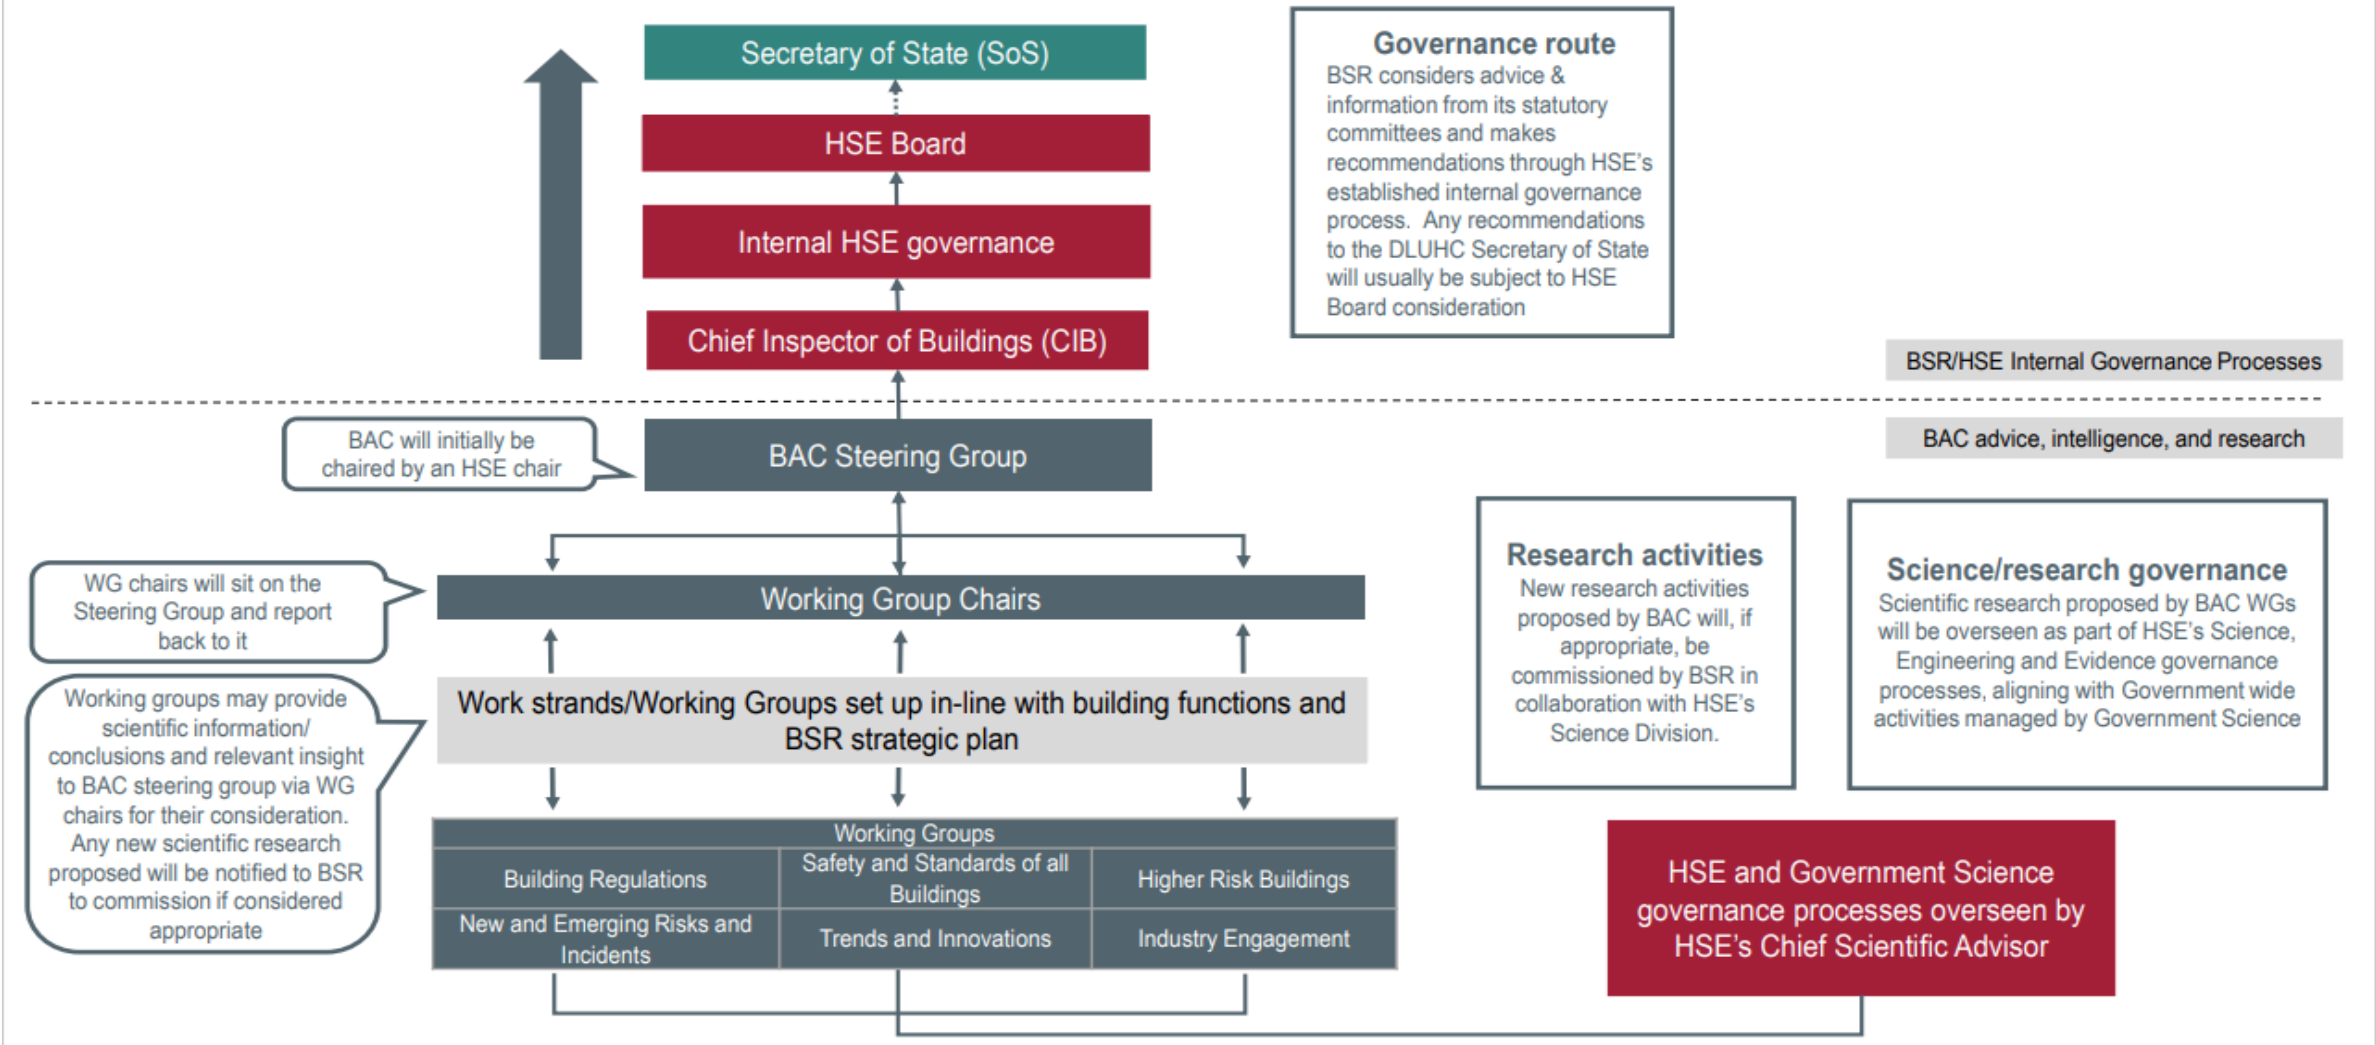 Secretary of State (SoS)
HSE Board
Internal HSE governance
Chief Inspector of Buildings (CIB)
Governance route
BSR considers advice &
information from its statutory
committees and makes
recommendations through HSE's
established internal governance
process.  Any recommendations
to the DLUHC Secretary of State
will usually be subject to HSE
Board consideration
BSR/HSE Internal Governance Processes
BAC advice, intelligence, and research
BAC will initially be
chaired by an HSE chair
BAC Steering Group
WG chairs will sit on the
Steering Group and report
back to it
Working Group Chairs
Working groups may provide
scientific information/
conclusions and relevant insight
to BAC steering group via WG
chairs for their consideration.
Any new scientific research
proposed will be notified to BSR
to commission if considered
appropriate
Work strands/Working Groups set up in-line with building functions and
BSR strategic plan
Working Groups
Building Regulations
Safety and Standards of all
Buildings
Higher Risk Buildings
New and Emerging Risks and
Incidents
Trends and Innovations
Industry Engagement
Research activities
New research activities
proposed by BAC will, if
appropriate, be
commissioned by BSR in
collaboration with HSE's
Science Division.
Science/research governance
Scientific research proposed by BAC WGs
will be overseen as part of HSE's Science,
Engineering and Evidence governance
processes, aligning with Government wide
activities managed by Government Science
HSE and Government Science
governance processes overseen by
HSE's Chief Scientific Advisor